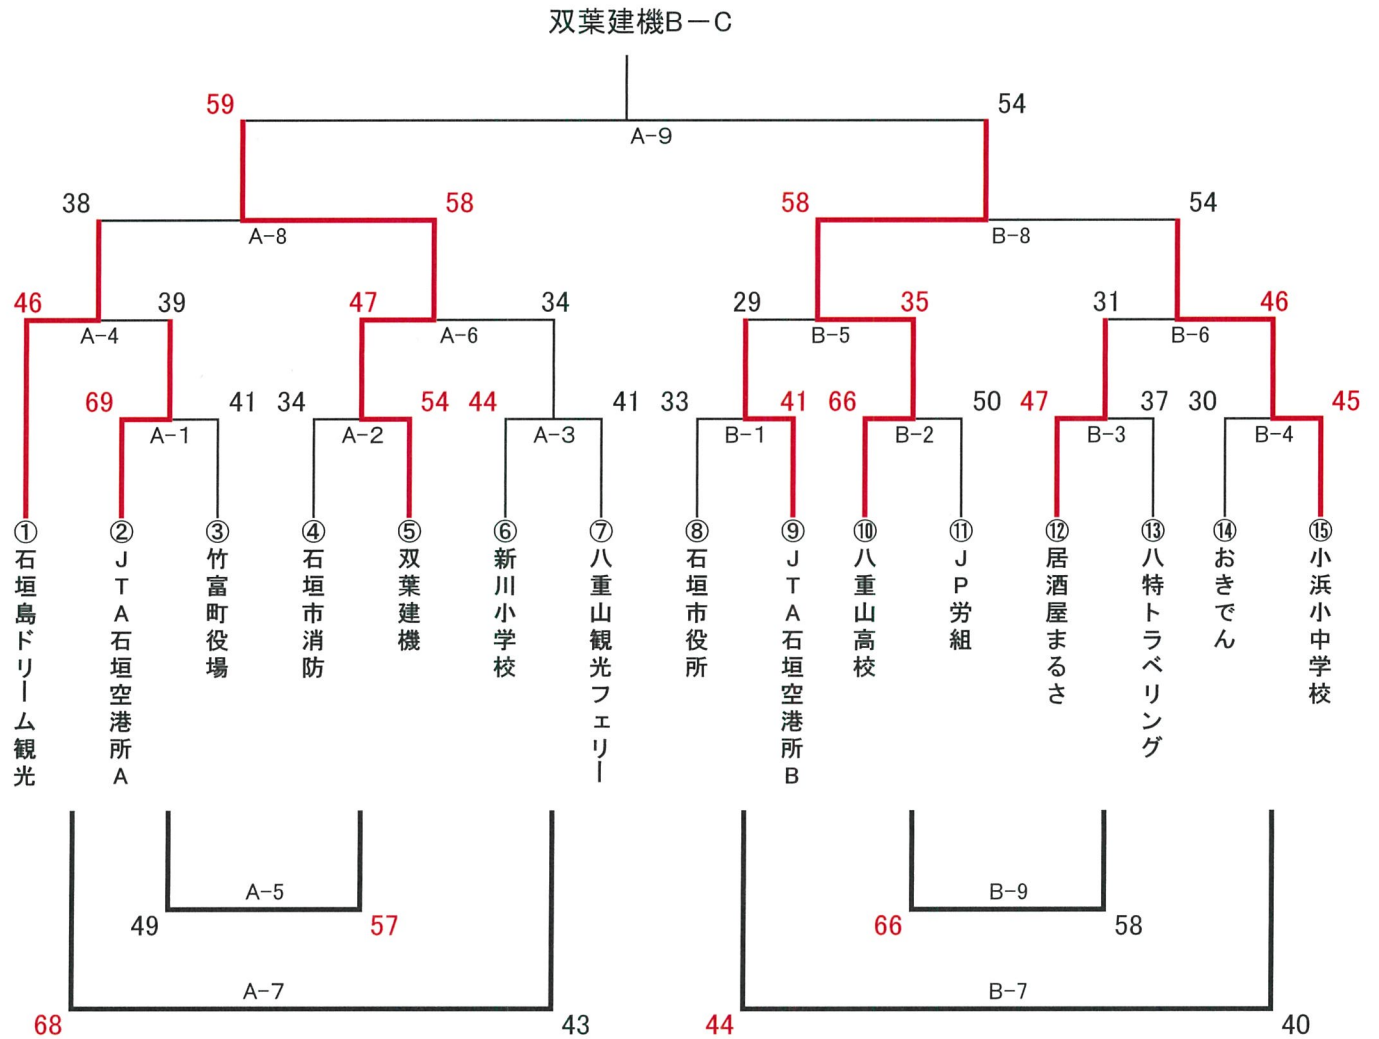 双葉建機B－C
59
54
A-9
38
58
58
54
A-8
B-8
46
39
47
34
29
35
31
46
A-4
A-6
B-5
B-6
69
41
34
54
44
41
33
41
66
50
47
37
30
45
A-1
A-2
A-3
B-1
B-2
B-3
B-4
①石垣島ドリーム観光
②JTA石垣空港所A
③竹富町役場
④石垣市消防
⑤双葉建機
⑥新川小学校
⑦八重山観光フェリー
⑧石垣市役所
⑨JTA石垣空港所B
⑩八重山高校
⑪JP労組
⑫居酒屋まるさ
⑬八特トラベリング
⑭おきでん
⑮小浜小中学校
A-5
B-9
49
57
66
58
A-7
B-7
68
43
44
40